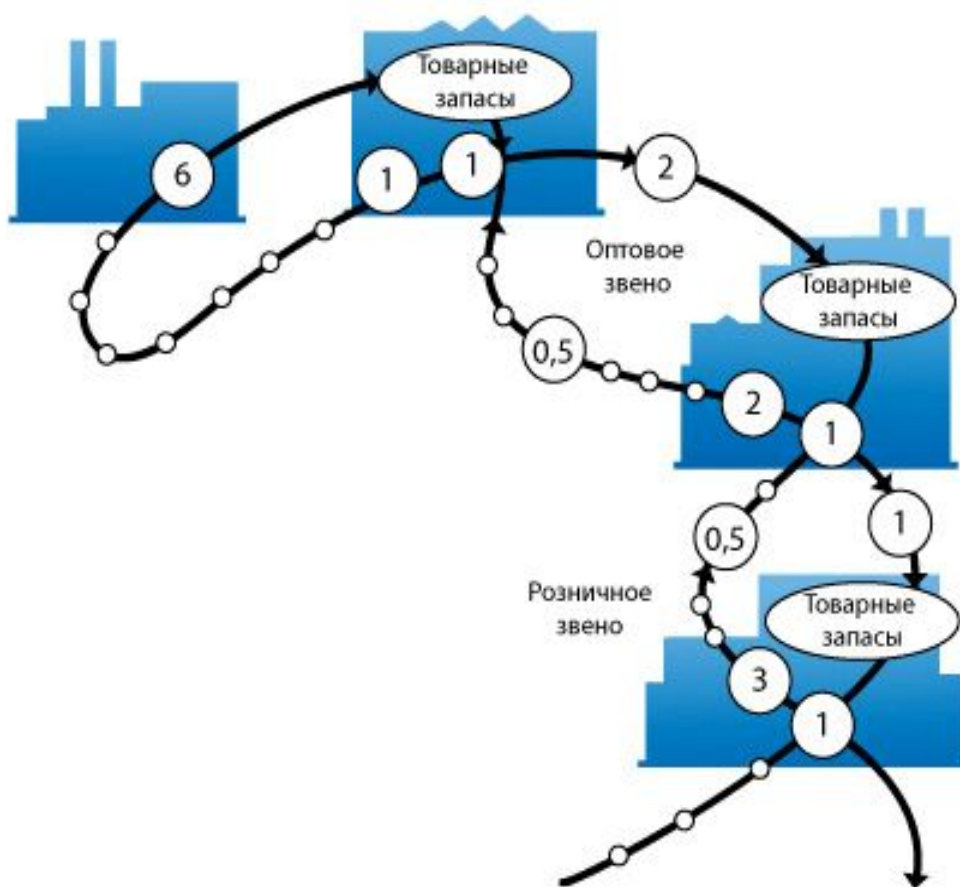 Товарные
запасы
6
1
1
2
Оптовое
звено
Товарные
запасы
0,5
2
1
0,5
1
Розничное
звено
Товарные
запасы
3
1